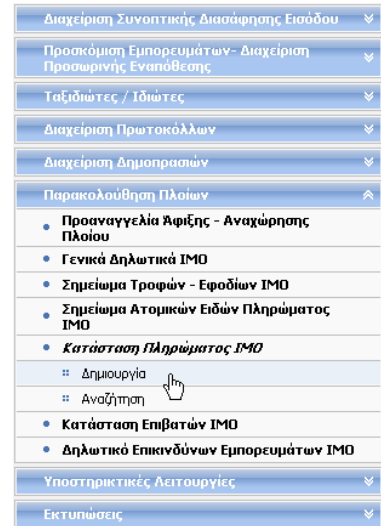 Διαχείριση Συνοπτικής Διασάφησης Εισόδου
Προσκόμιση Εμπορευμάτων- Διαχείριση
Προσωρινής Εναπόθεσης
Ταξιδιώτες / Ιδιώτες
Διαχείριση Πρωτοκόλλων
Διαχείριση Δημοπρασιών
Παρακολούθηση Πλοίων
Προαναγγελία Άφιξης - Αναχώρησης
Πλοίου
Γενικά Δηλωτικά ΙΜΟ
Σημείωμα Τροφών - Εφοδίων ΙΜΟ
Σημείωμα Ατομικών Ειδών Πληρώματος
ΙΜΟ
Κατάσταση Πληρώματος ΙΜΟ
Δημιουργία
Αναζήτηση
Κατάσταση Επιβατών ΙΜΟ
Δηλωτικό Επικινδύνων Εμπορευμάτων ΙΜΟ
Υποστηρικτικές Λειτουργίες
Εκτυπώσεις